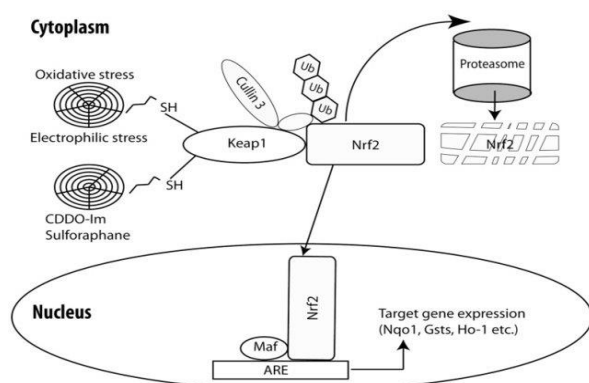 Cytoplasm
Oxidative stress
SH
Electrophilic stress
SH
CDDO-Im
Sulforaphane
Cullin 3
Ub
Ub
Ub
Keap1
Nrf2
Proteasome
Nrf2
Nucleus
Nrf2
Maf
ARE
Target gene expression
(Nqo1, Gsts, Ho-1 etc.)